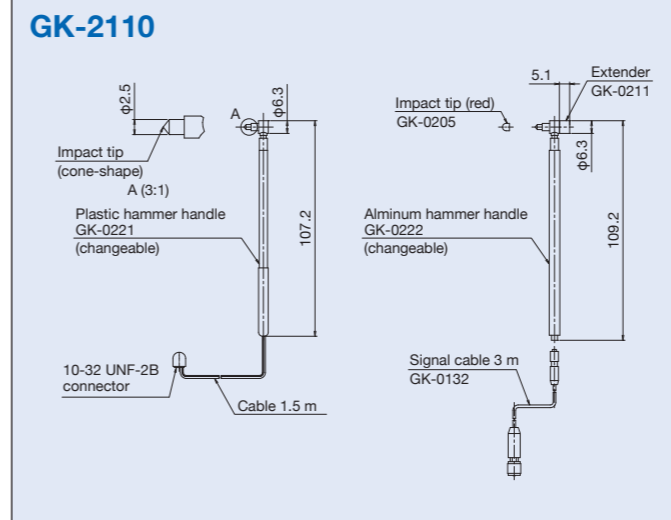 GK-2110
φ2.5
A
φ6.3
Impact tip
(cone-shape)
A (3:1)
Plastic hammer handle
GK-0221
(changeable)
107.2
10-32 UNF-2B
connector
Cable 1.5 m
5.1
Extender
GK-0211
Impact tip (red)
GK-0205
φ6.3
Alminum hammer handle
GK-0222
(changeable)
109.2
Signal cable 3 m
GK-0132